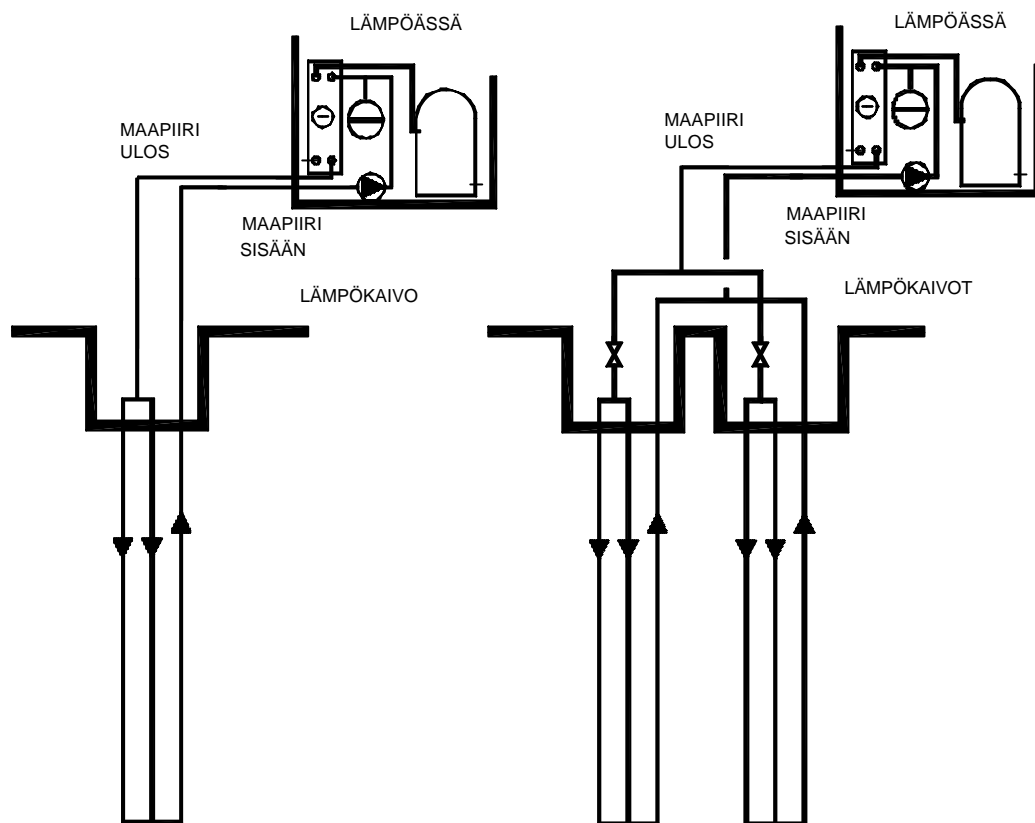 LÄMPÖÄSSÄ
MAAPIIRI
ULOS
MAAPIIRI
SISÄÄN
LÄMPÖKAIVO
LÄMPÖÄSSÄ
MAAPIIRI
ULOS
MAAPIIRI
SISÄÄN
LÄMPÖKAIVOT